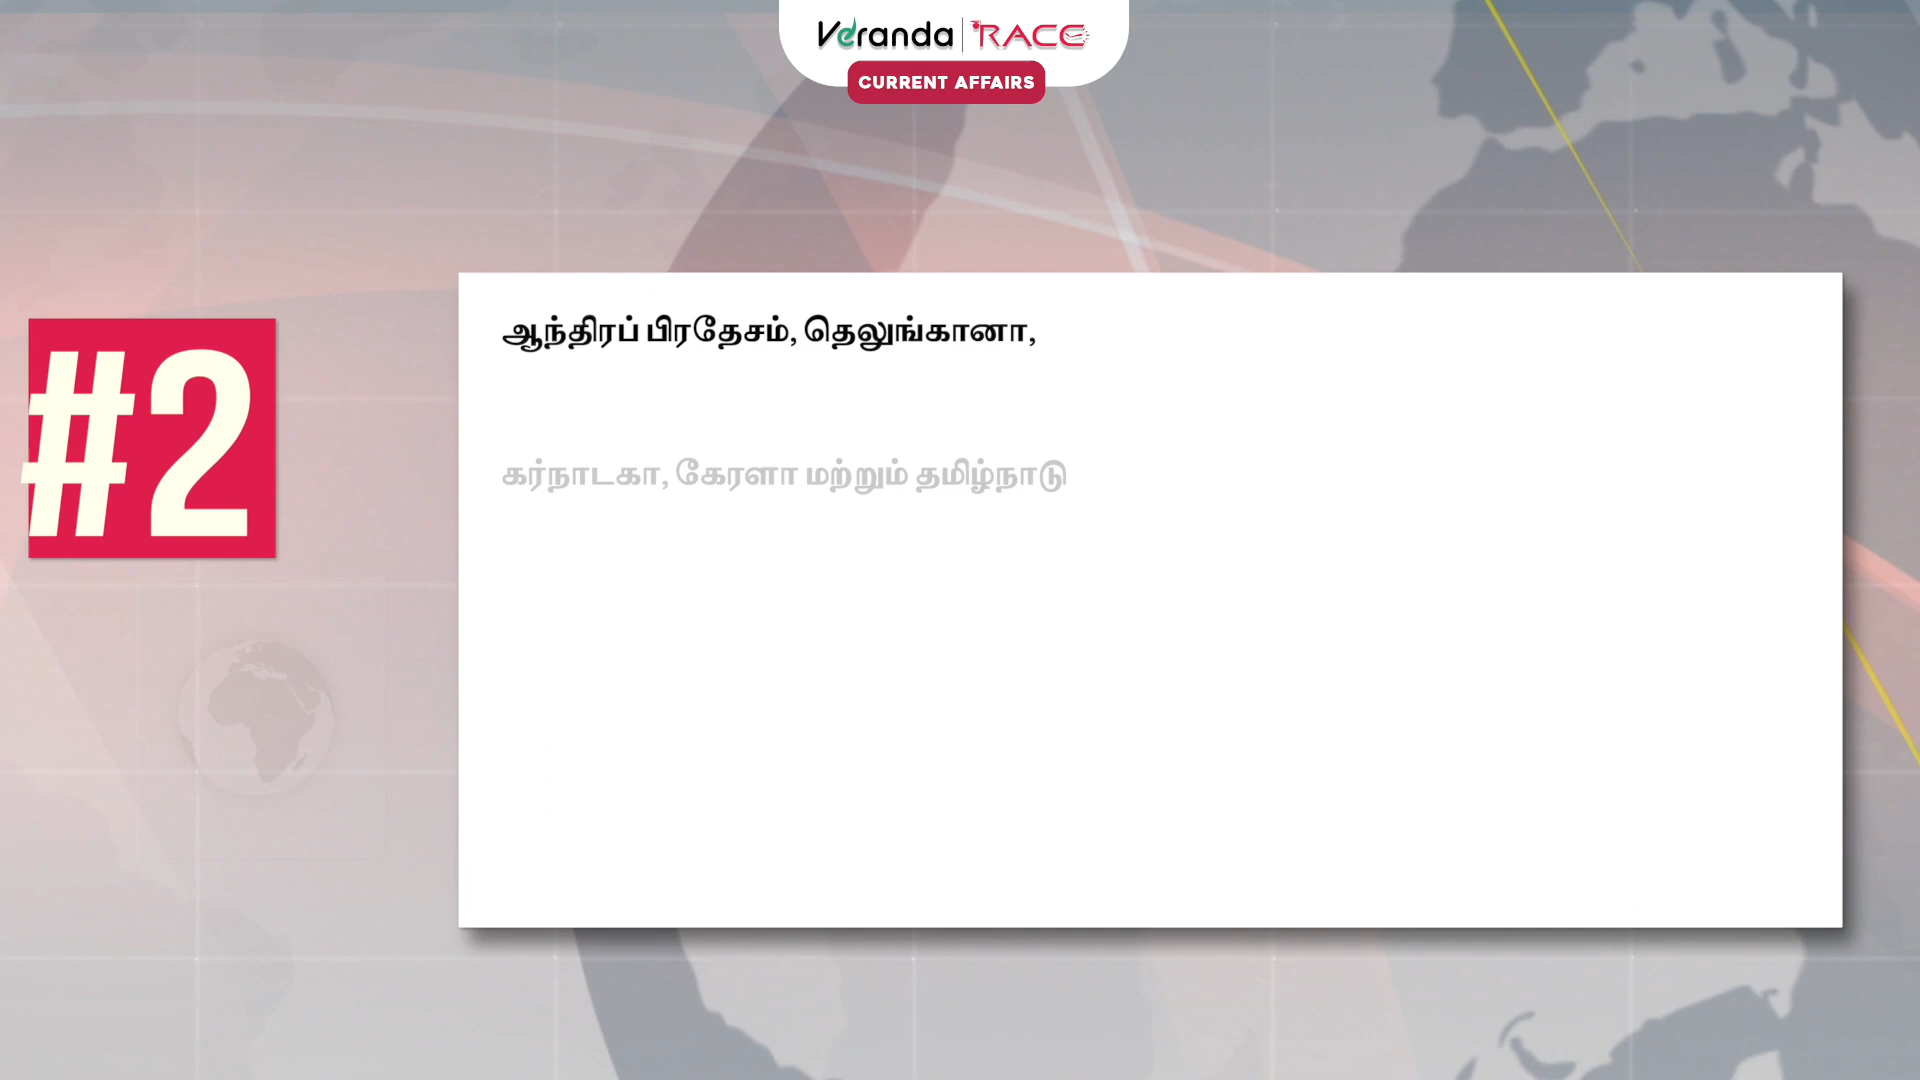 Veranda RACE
CURRENT AFFAIRS
#2
ஆந்திரப் பிரதேசம், தெலுங்கானா,
கர்நாடகா, கேரளா மற்றும் தமிழ்நாடு